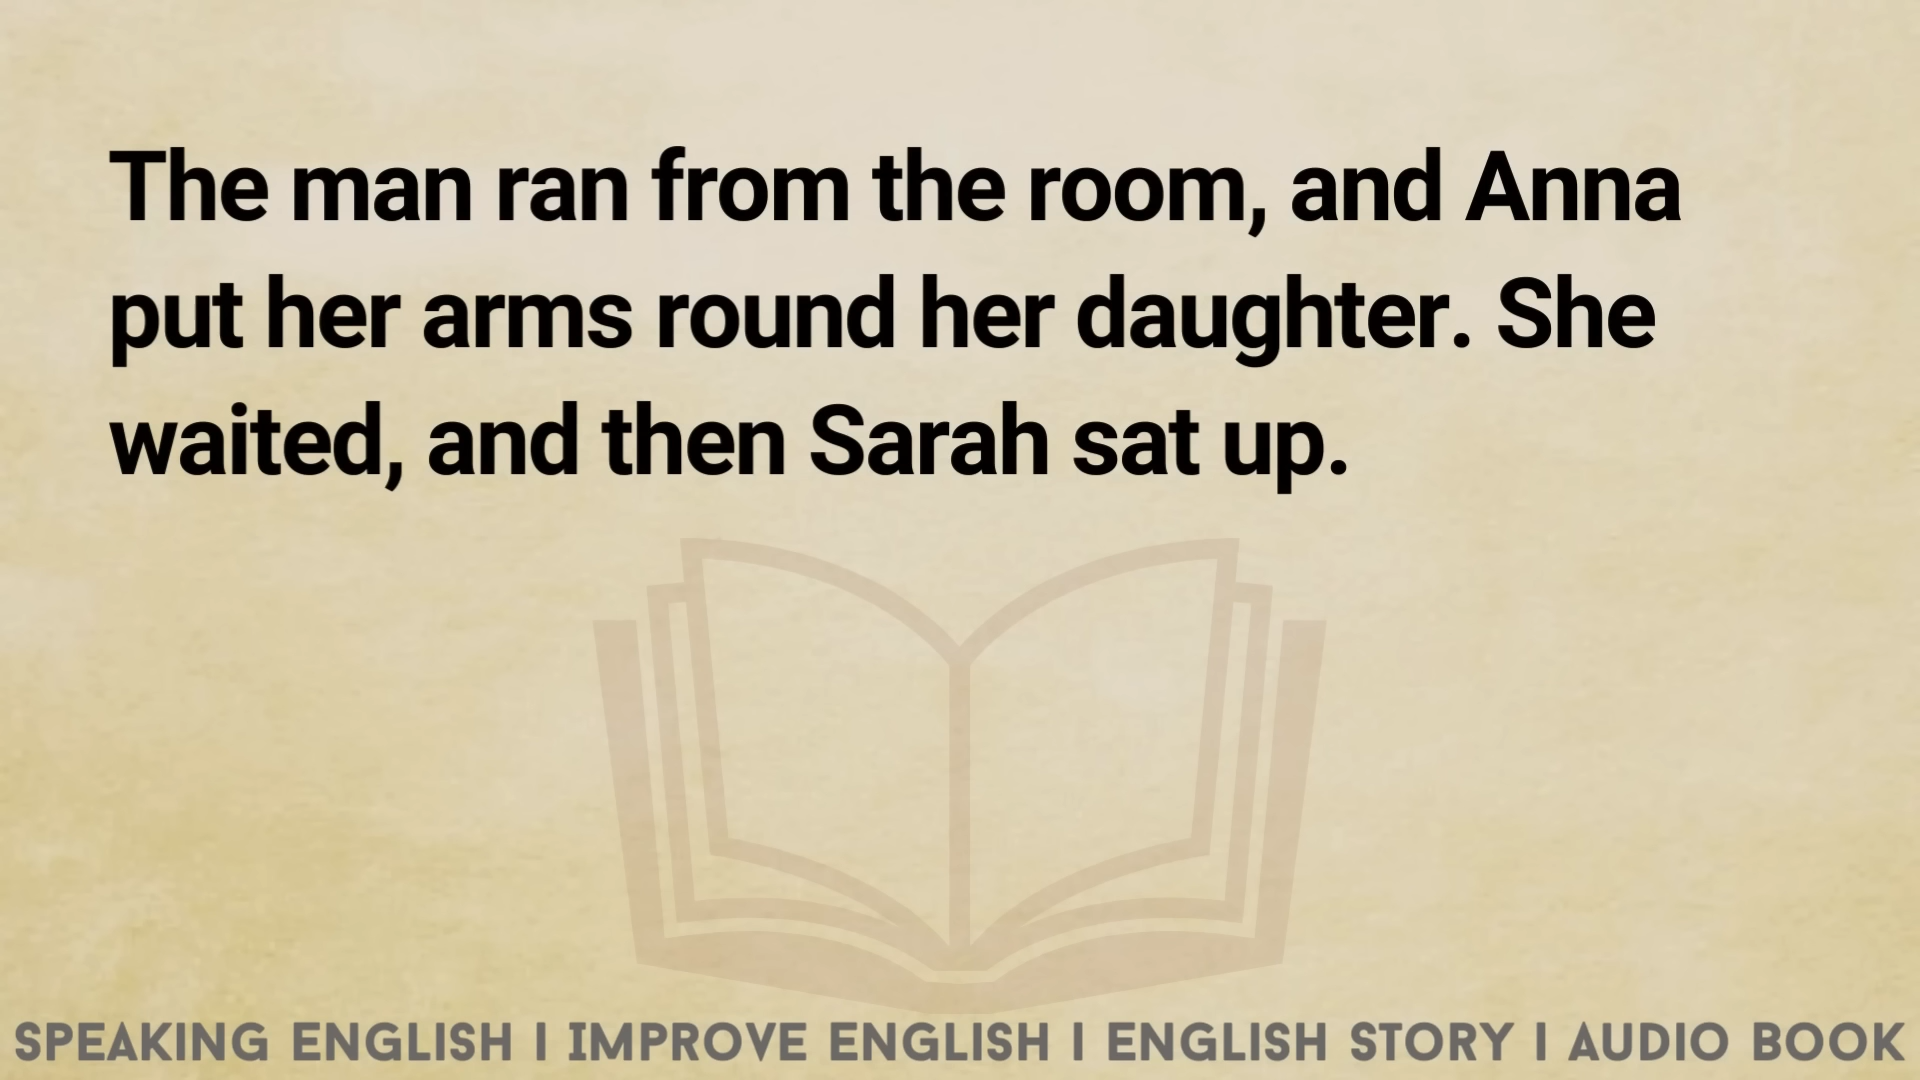 The man ran from the room, and Anna
put her arms round her daughter. She
waited, and then Sarah sat up.
SPEAKING ENGLISH I IMPROVE ENGLISH I ENGLISH STORY I AUDIO BOOK